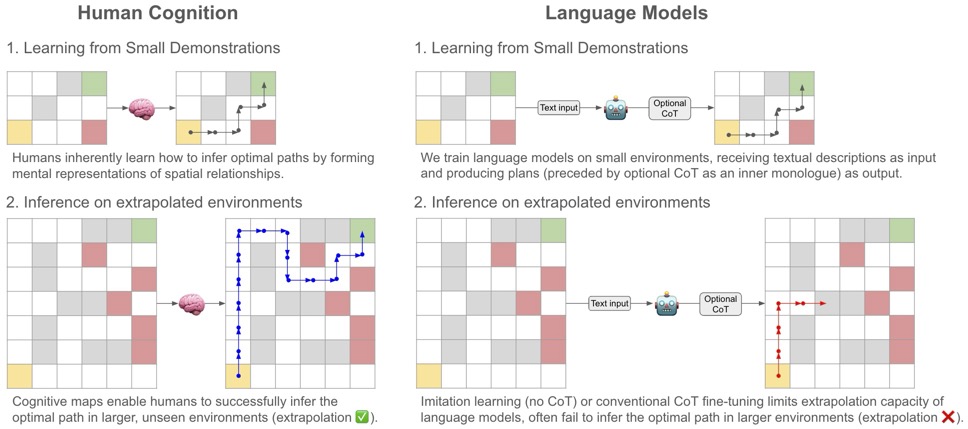 Human Cognition
1. Learning from Small Demonstrations
Humans inherently learn how to infer optimal paths by forming
mental representations of spatial relationships.
2. Inference on extrapolated environments
Cognitive maps enable humans to successfully infer the
optimal path in larger, unseen environments (extrapolation ✅).
Language Models
1. Learning from Small Demonstrations
Text input
Optional
CoT
We train language models on small environments, receiving textual descriptions as input
and producing plans (preceded by optional CoT as an inner monologue) as output.
2. Inference on extrapolated environments
Text input
Optional
CoT
Imitation learning (no CoT) or conventional CoT fine-tuning limits extrapolation capacity of
language models, often fail to infer the optimal path in larger environments (extrapolation ❌).